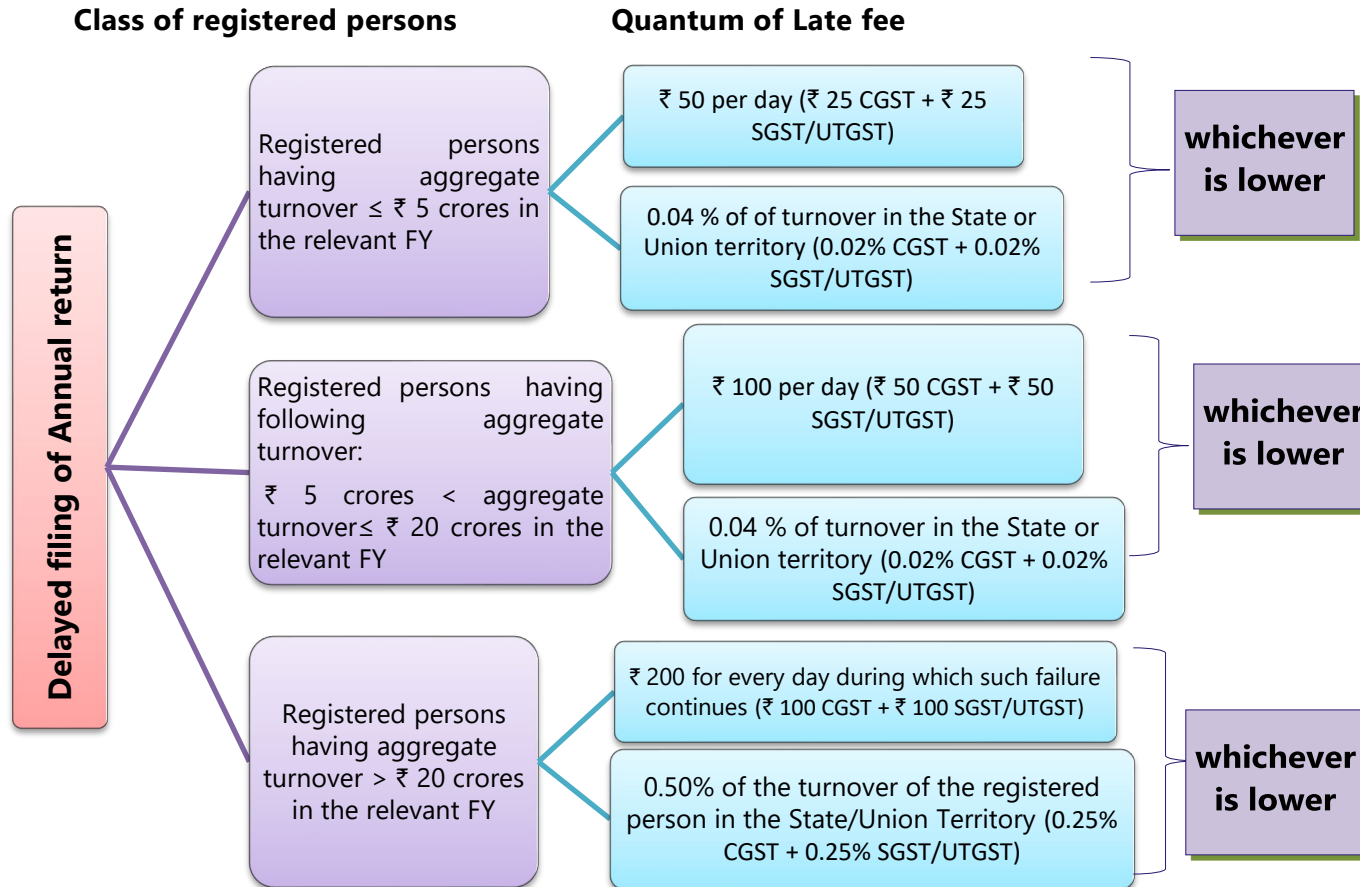 Class of registered persons
Quantum of Late fee
Delayed filing of Annual return
Registered persons
having aggregate
turnover ≤ ₹ 5 crores in
the relevant FY
₹ 50 per day (₹ 25 CGST + ₹ 25
SGST/UTGST)
0.04 % of of turnover in the State or
Union territory (0.02% CGST + 0.02%
SGST/UTGST)
whichever
is lower
Registered persons having
following aggregate
turnover:
₹ 5 crores < aggregate
turnover≤ ₹ 20 crores in the
relevant FY
₹ 100 per day (₹ 50 CGST + ₹ 50
SGST/UTGST)
0.04 % of turnover in the State or
Union territory (0.02% CGST + 0.02%
SGST/UTGST)
whichever
is lower
Registered persons
having aggregate
turnover > ₹ 20 crores
in the relevant FY
₹ 200 for every day during which such failure
continues (₹ 100 CGST + ₹ 100 SGST/UTGST)
0.50% of the turnover of the registered
person in the State/Union Territory (0.25%
CGST + 0.25% SGST/UTGST)
whichever
is lower